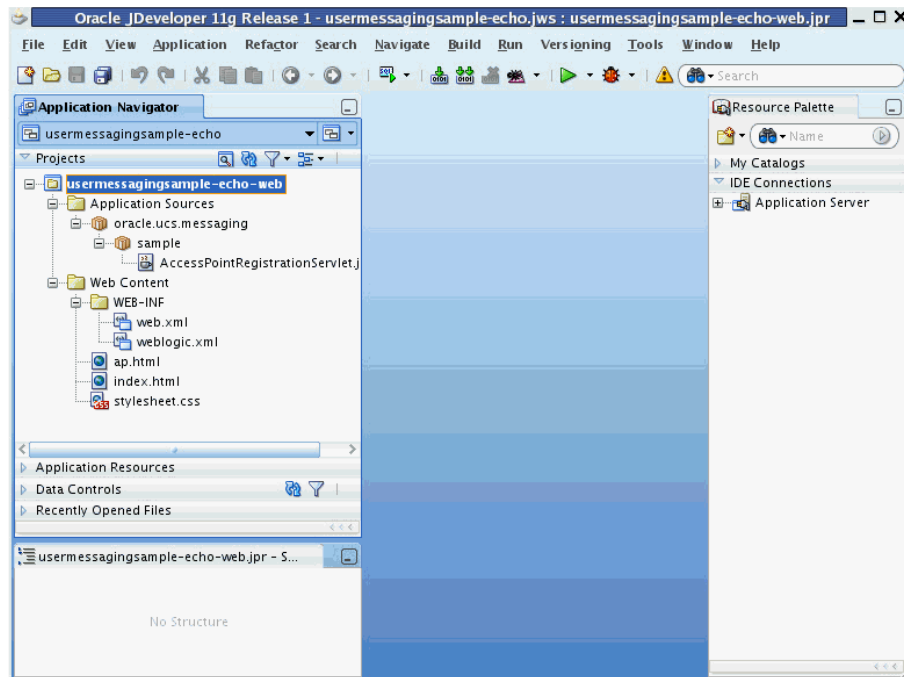 Oracle JDeveloper 11g Release 1 - usermessagingsample-echo.jws : usermessagingsample-echo-web.jpr
File Edit View Application Refactor Search Navigate Build Run Versioning Tools Window Help
Search
Application Navigator
usermessagingsample-echo
Projects
usermessagingsample-echo-web
Application Sources
oracle.ucs.messaging
sample
AccessPointRegistrationServlet.j
Web Content
WEB-INF
web.xml
weblogic.xml
ap.html
index.html
stylesheet.css
Application Resources
Data Controls
Recently Opened Files
usermessagingsample-echo-web.jpr - S...
No Structure
Resource Palette
Name
My Catalogs
IDE Connections
Application Server